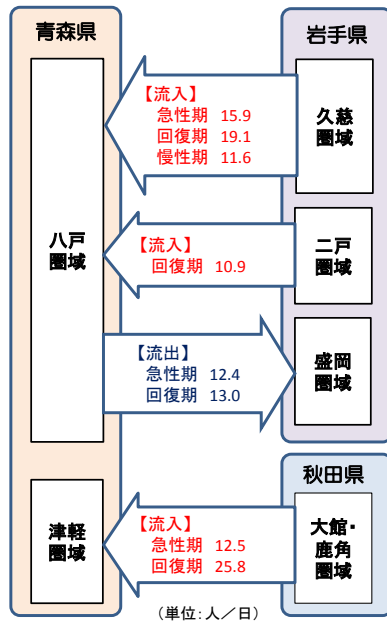 青森県
岩手県
【流入】
急性期 15.9
回復期 19.1
慢性期 11.6
久慈
圏域
八戸
圏域
【流入】
回復期 10.9
二戸
圏域
【流出】
急性期 12.4
回復期 13.0
盛岡
圏域
秋田県
津軽
圏域
【流入】
急性期 12.5
回復期 25.8
大館・
鹿角
圏域
（単位：人／日）